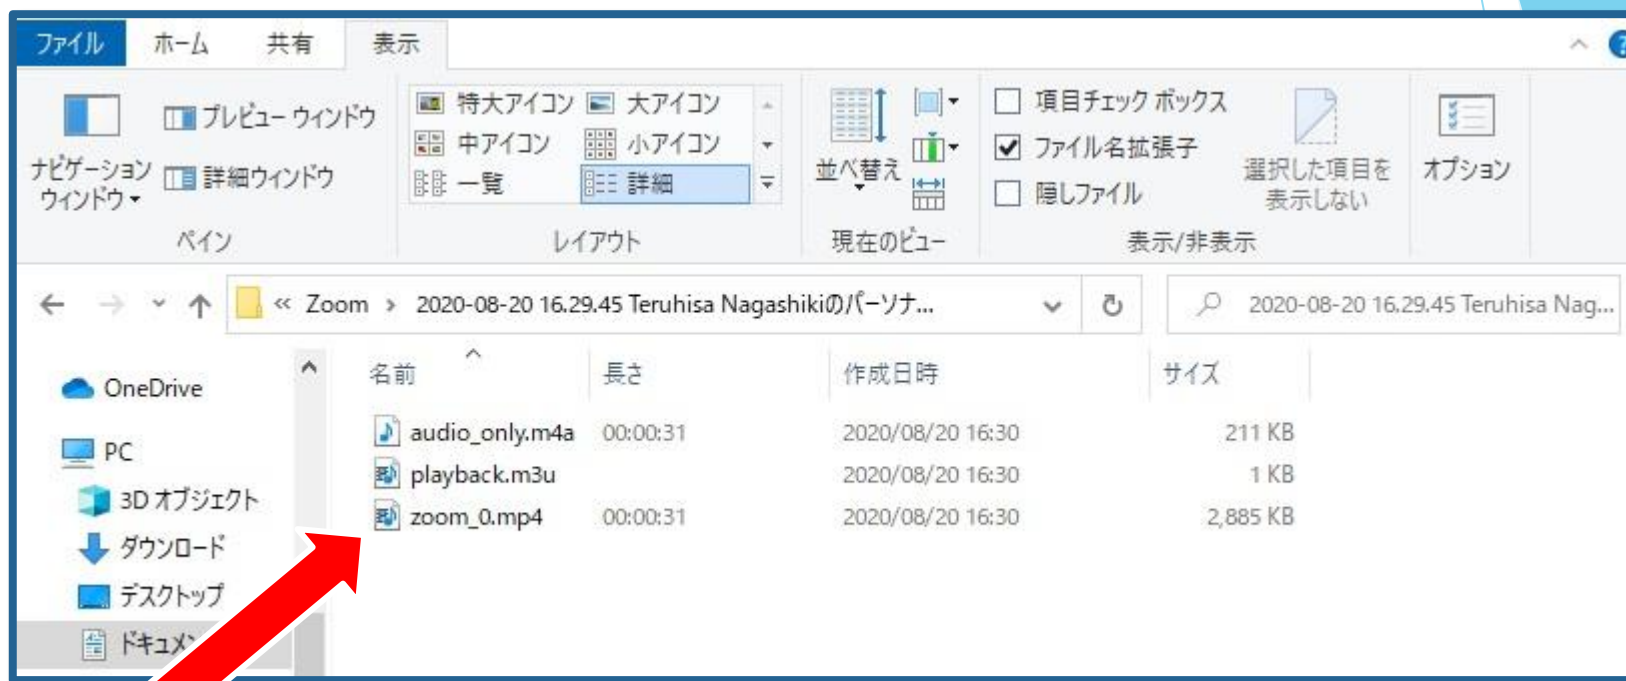 ファイル ホーム 共有 表示
プレビュー ウィンドウ
詳細ウィンドウ
ナビゲーション
ウィンドウ
ペイン
特大アイコン 大アイコン
中アイコン 小アイコン
一覧 詳細
レイアウト
並べ替え
現在のビュー
項目チェック ボックス
ファイル名拡張子
隠しファイル
選択した項目を
表示しない
表示/非表示
オプション
« Zoom › 2020-08-20 16.29.45 Teruhisa Nagashikiのパーソナ...
2020-08-20 16.29.45 Teruhisa Nag...
OneDrive
PC
3D オブジェクト
ダウンロード
デスクトップ
名前 長さ 作成日時 サイズ
audio_only.m4a 00:00:31 2020/08/20 16:30 211 KB
playback.m3u 2020/08/20 16:30 1 KB
zoom_0.mp4 00:00:31 2020/08/20 16:30 2,885 KB